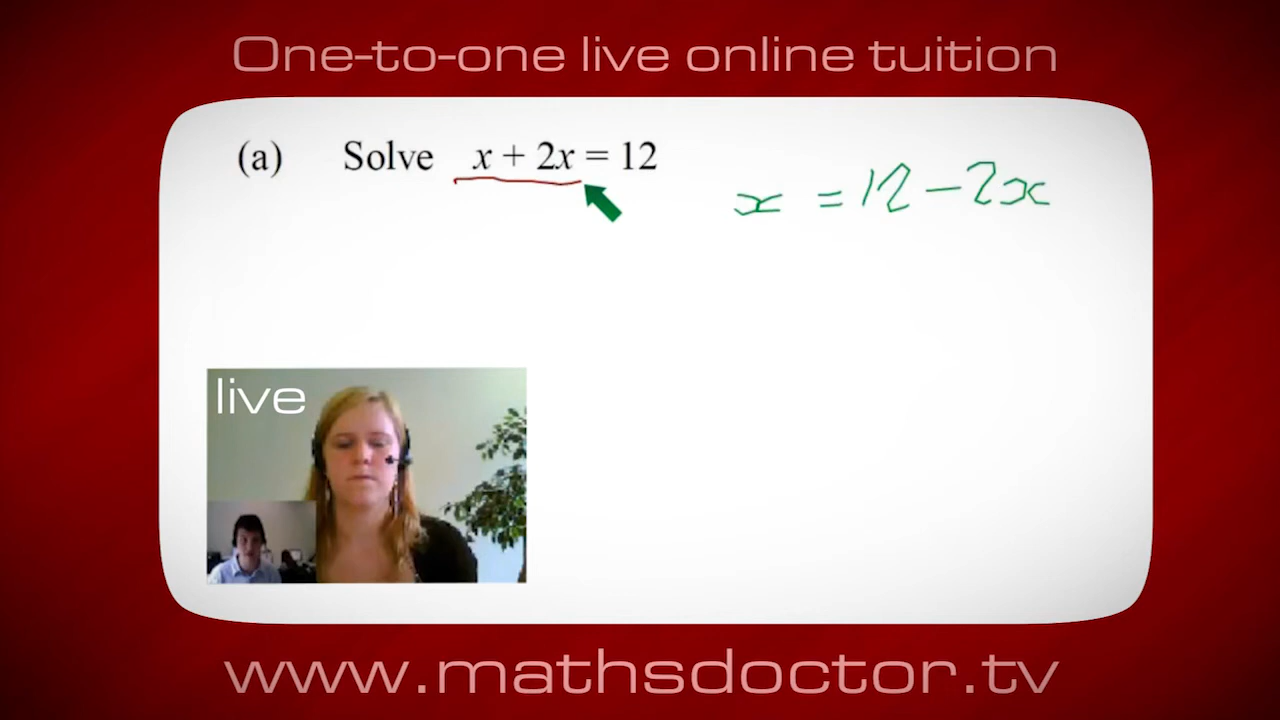 One-to-one live online tuition
(a) Solve x + 2x = 12
x = 12 - 2x
live
www.mathsdoctor.tv